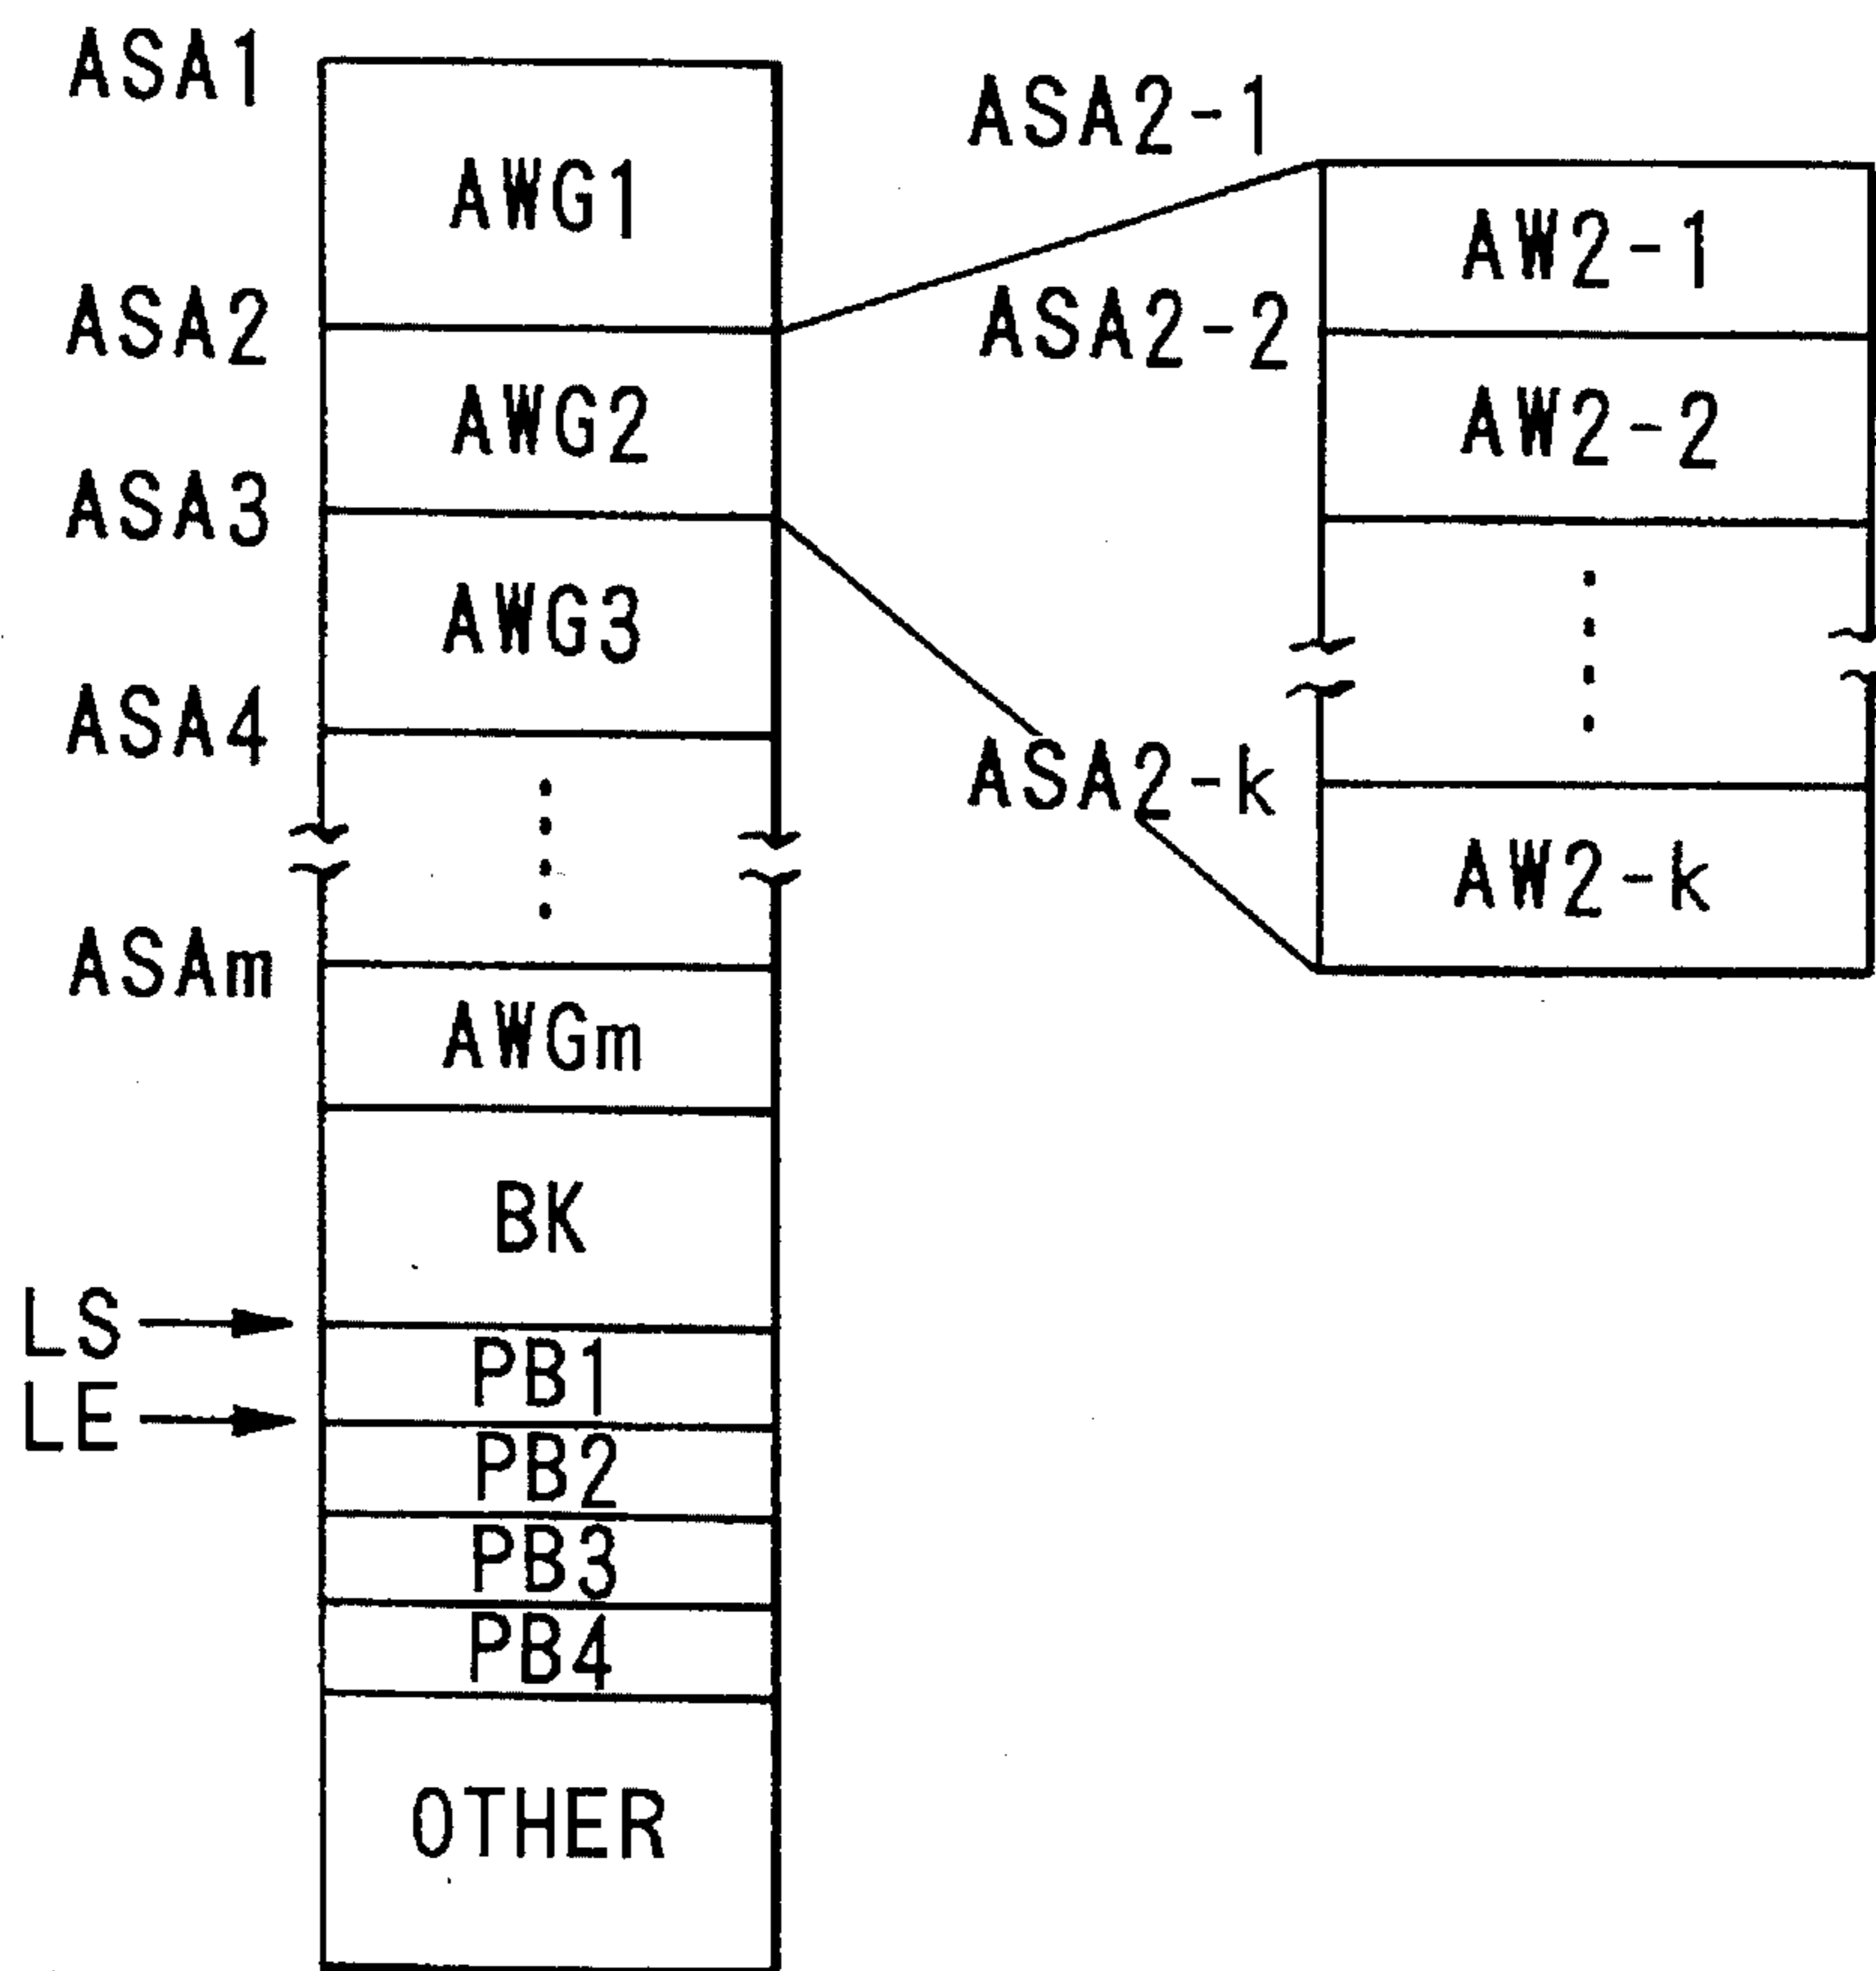 ASA1
AWG1
ASA2
AWG2
ASA3
AWG3
ASA4
ASAm
AWGm
BK
LS
PB1
LE
PB2
PB3
PB4
OTHER
ASA2-1
AW2-1
ASA2-2
AW2-2
ASA2-k
AW2-k